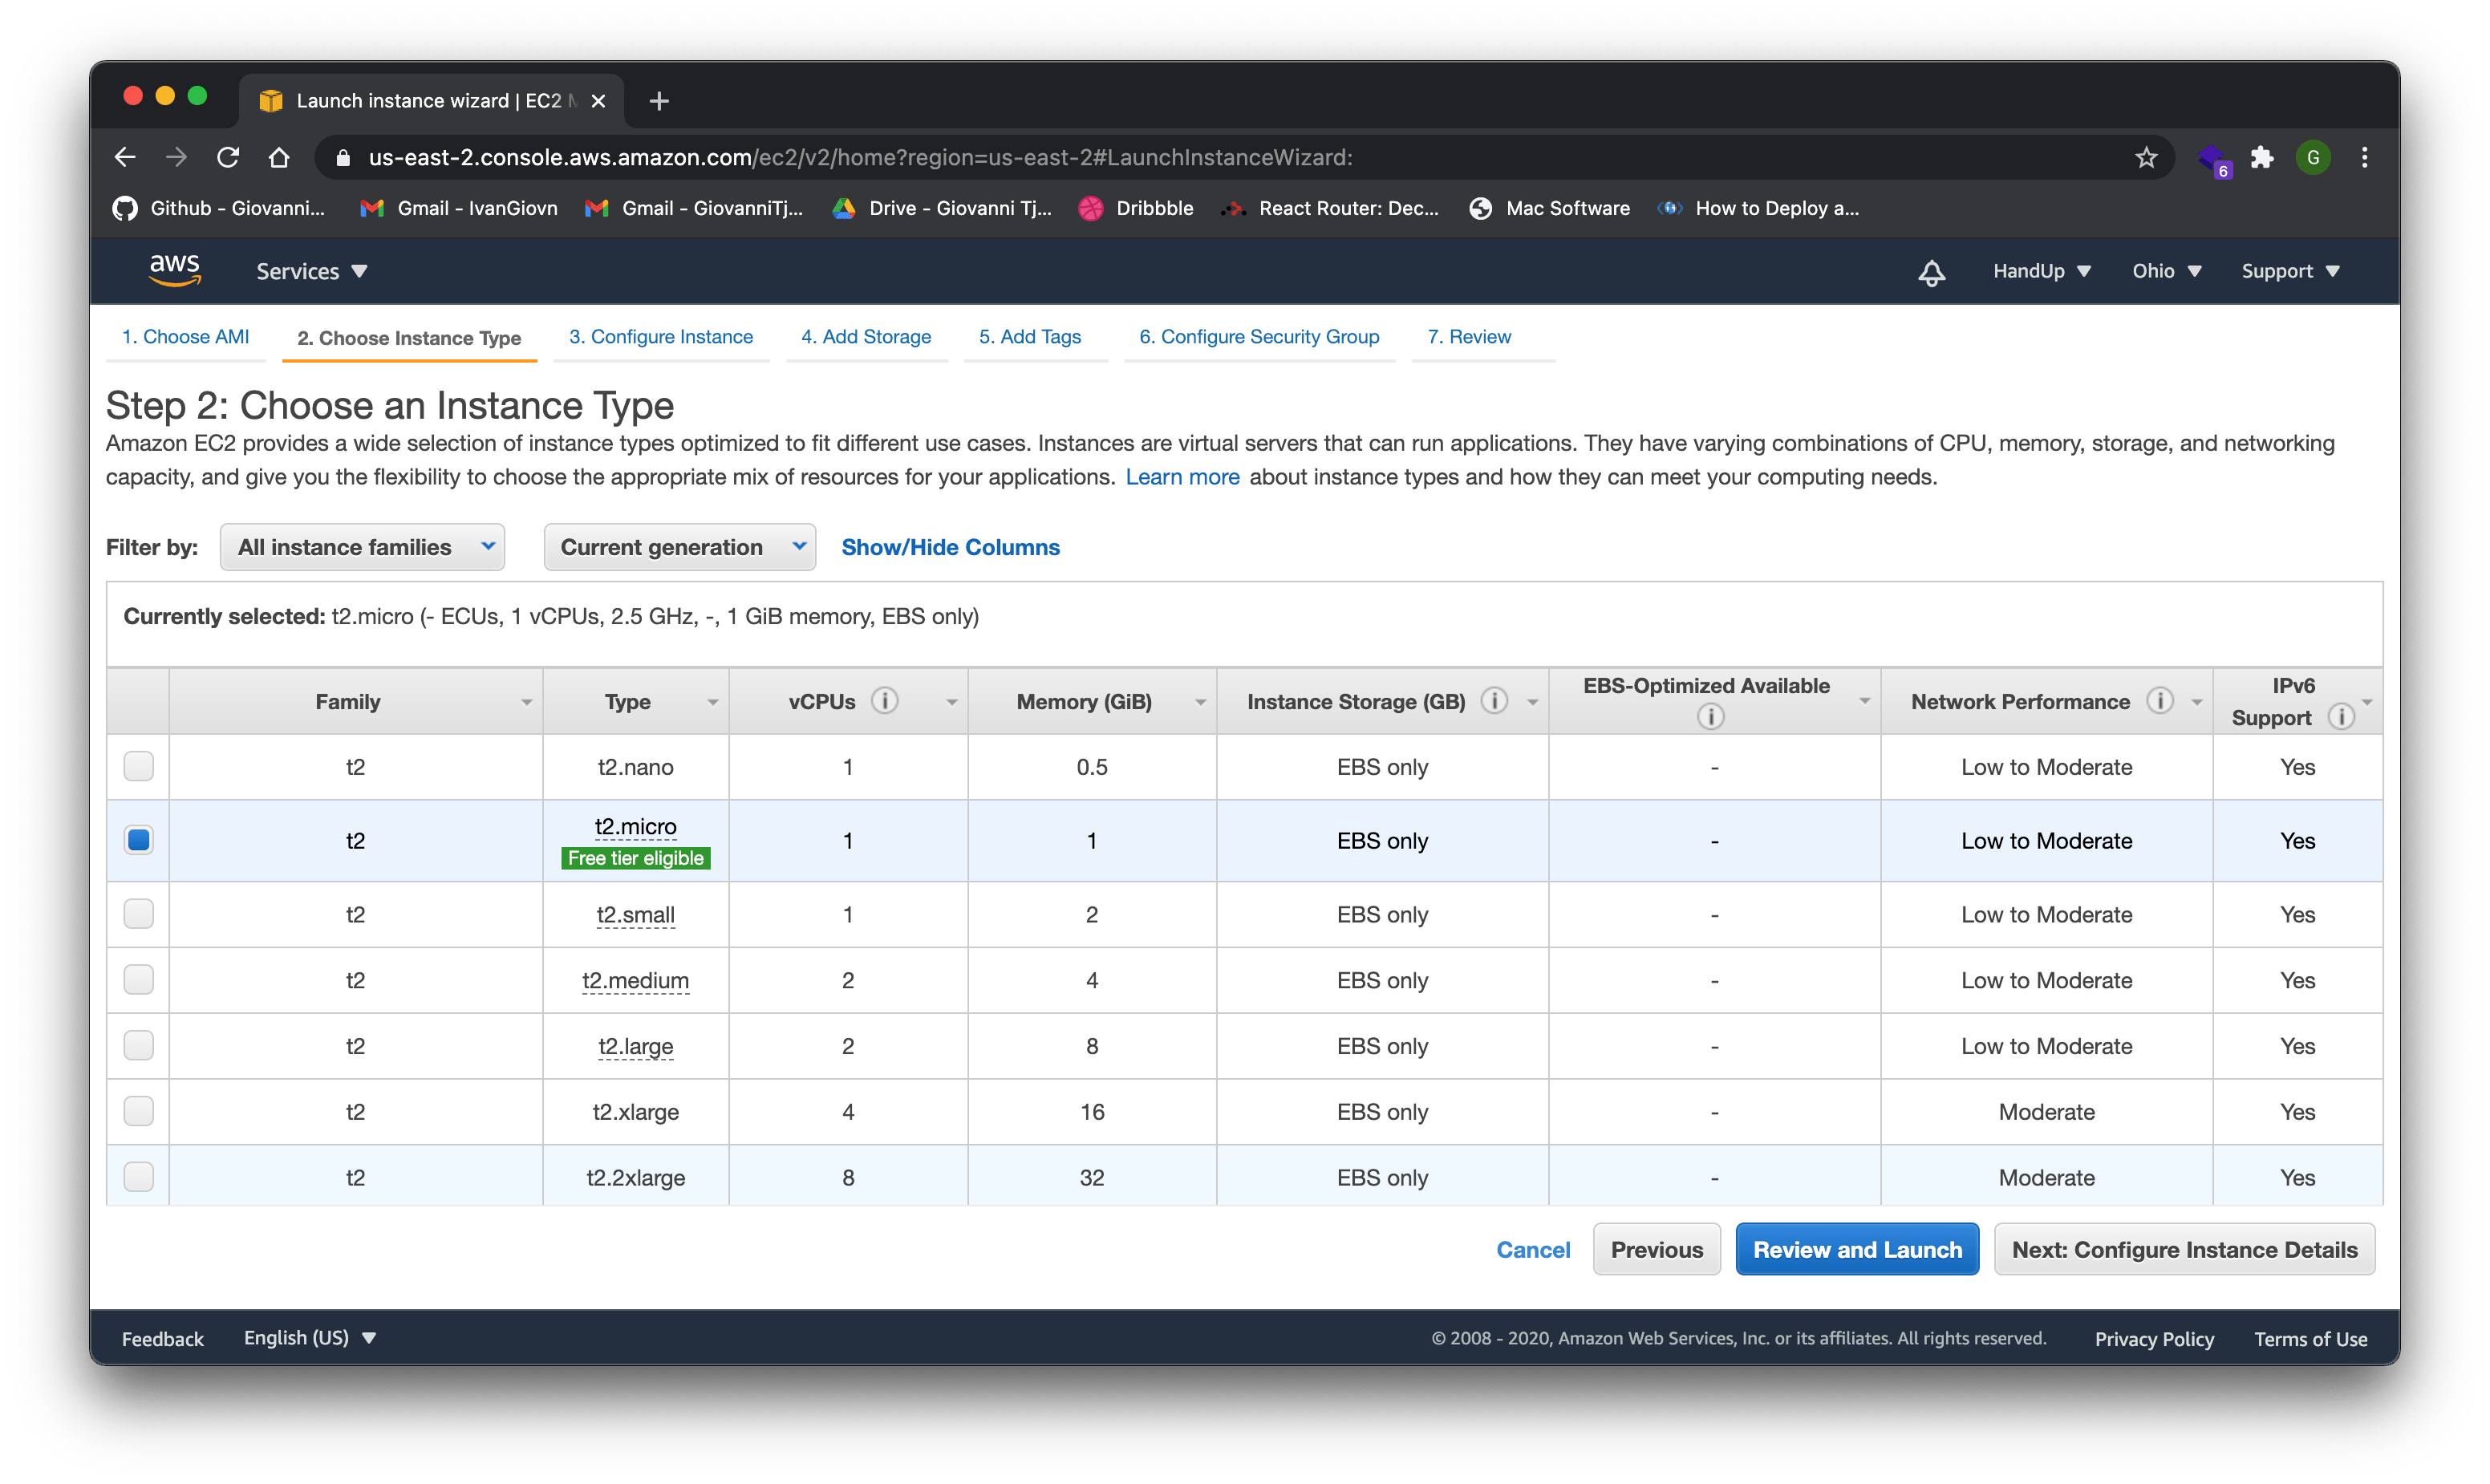 Launch instance wizard | EC2 M
us-east-2.console.aws.amazon.com/ec2/v2/home?region=us-east-2#LaunchInstanceWizard:
6
G
Github - Giovanni... Gmail - IvanGiovn Gmail - GiovanniTj... Drive - Giovanni Tj... Dribbble React Router: Dec... Mac Software How to Deploy a...
aws Services HandUp Ohio Support
1. Choose AMI 2. Choose Instance Type 3. Configure Instance 4. Add Storage 5. Add Tags 6. Configure Security Group 7. Review
Step 2: Choose an Instance Type
Amazon EC2 provides a wide selection of instance types optimized to fit different use cases. Instances are virtual servers that can run applications. They have varying combinations of CPU, memory, storage, and networking
capacity, and give you the flexibility to choose the appropriate mix of resources for your applications. Learn more about instance types and how they can meet your computing needs.
Filter by: All instance families Current generation Show/Hide Columns
Currently selected: t2.micro (- ECUs, 1 vCPUs, 2.5 GHz, -, 1 GiB memory, EBS only)
Family Type vCPUs i Memory (GiB) Instance Storage (GB) i EBS-Optimized Available i Network Performance i IPv6 Support i
t2 t2.nano 1 0.5 EBS only - Low to Moderate Yes
t2 t2.micro 1 1 EBS only - Low to Moderate Yes
Free tier eligible
t2 t2.small 1 2 EBS only - Low to Moderate Yes
t2 t2.medium 2 4 EBS only - Low to Moderate Yes
t2 t2.large 2 8 EBS only - Low to Moderate Yes
t2 t2.xlarge 4 16 EBS only - Moderate Yes
t2 t2.2xlarge 8 32 EBS only - Moderate Yes
Cancel Previous Review and Launch Next: Configure Instance Details
Feedback English (US) © 2008 - 2020, Amazon Web Services, Inc. or its affiliates. All rights reserved. Privacy Policy Terms of Use